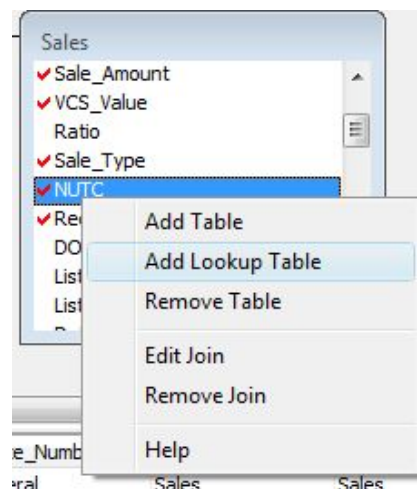 Sales
Sale_Amount
VCS_Value
Ratio
Sale_Type
NUTC
Add Table
Add Lookup Table
Remove Table
Edit Join
Remove Join
Help
Sales Sales